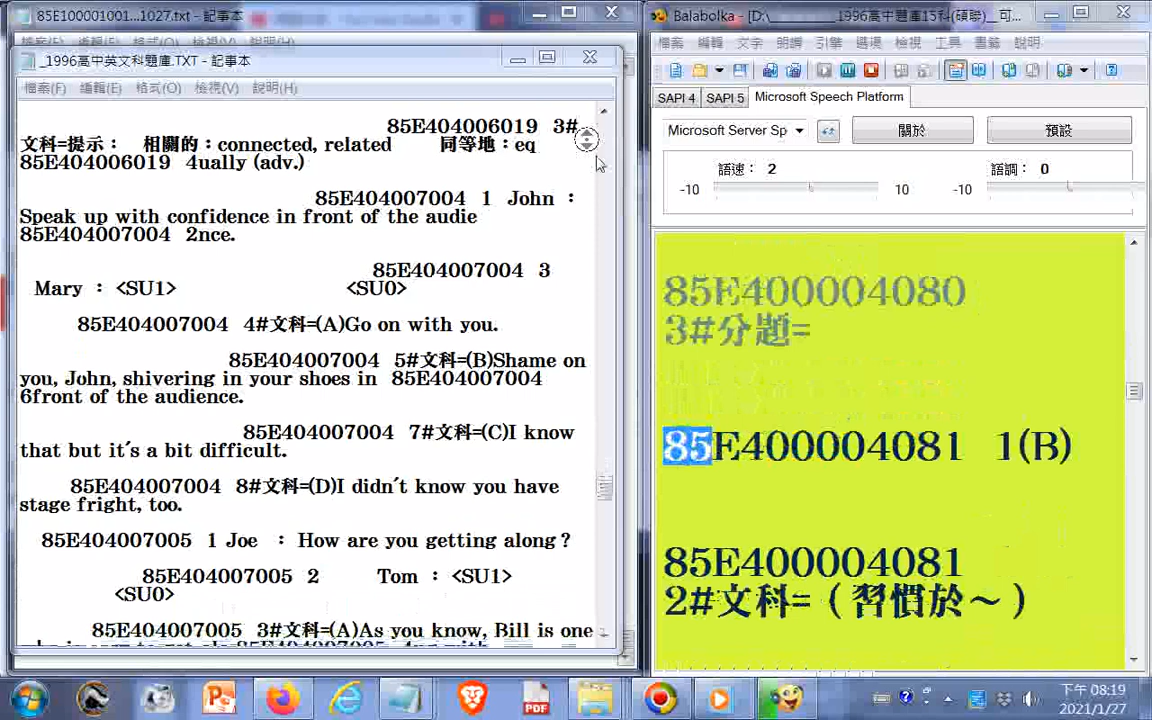 85E100001001...1027.txt - 記事本
_1996高中英文科題庫.TXT - 記事本
檔案(F) 編輯(E) 格式(O) 檢視(V) 說明(H)
85E404006019 3#
文科=提示： 相關的：connected, related 同等地：eq
85E404006019 4ually (adv.)
85E404007004 1 John :
Speak up with confidence in front of the audie
85E404007004 2nce.
85E404007004 3
Mary : <SU1> <SU0>
85E404007004 4#文科=(A)Go on with you.
85E404007004 5#文科=(B)Shame on
you, John, shivering in your shoes in 85E404007004
6front of the audience.
85E404007004 7#文科=(C)I know
that but it's a bit difficult.
85E404007004 8#文科=(D)I didn't know you have
stage fright, too.
85E404007005 1 Joe : How are you getting along?
85E404007005 2 Tom : <SU1>
<SU0>
85E404007005 3#文科=(A)As you know, Bill is one
Balabolka - [D:\________1996高中題庫15科(碩聯)__可...
檔案 編輯 文字 朗讀 引擎 選項 檢視 工具 書籤 說明
SAPI 4 SAPI 5 Microsoft Speech Platform
Microsoft Server Sp 關於 預設
語速： 2 語調： 0
-10 10 -10
85E400004080
3#分題=
85E400004081 1(B)
85E400004081
2#文科=（習慣於～）
PDF
下午 08:19
2021/1/27